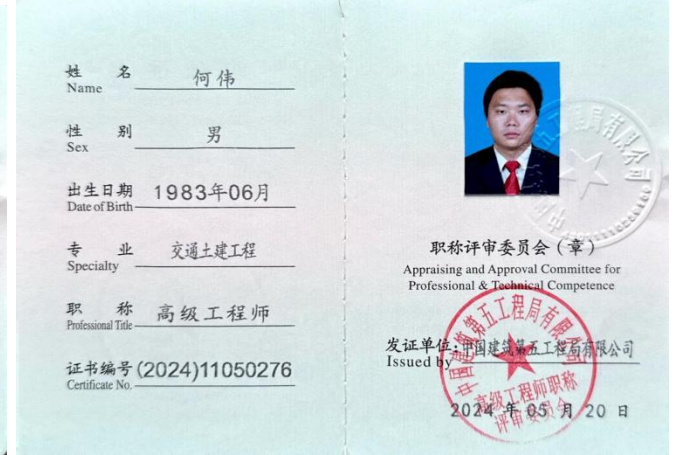 姓 名 何伟
Name
性 别 男
Sex
出生日期 1983年06月
Date of Birth
专 业 交通土建工程
Specialty
职 称 高级工程师
Professional Title
证书编号 (2024)11050276
Certificate No.
职称评审委员会（章）
Appraising and Approval Committee for
Professional & Technical Competence
发证单位：中国建筑第五工程局有限公司
Issued by
2024 年 05 月 20 日
中国建筑第五工程局有限公司
高级工程师职称
评审委员会